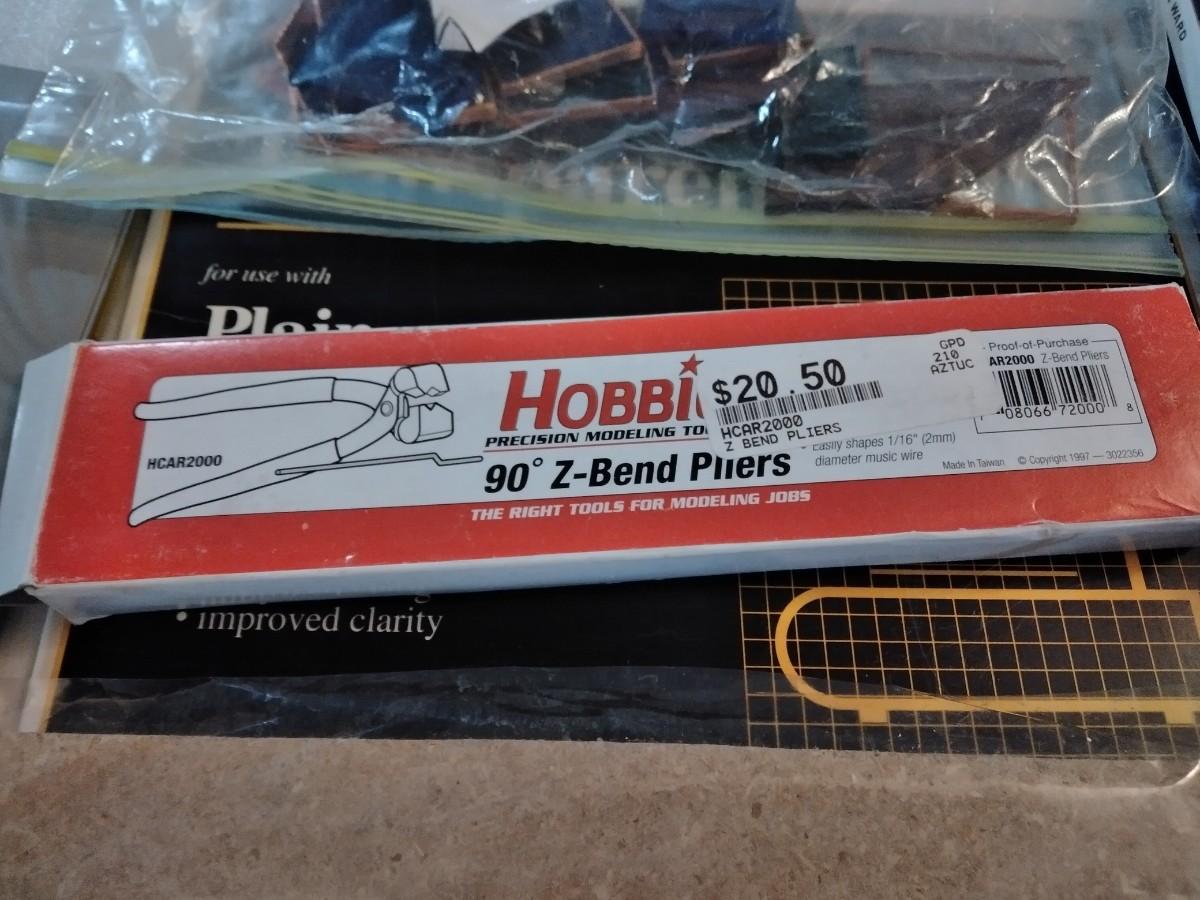 WARD
for use with
Plain
HOBBI
PRECISION MODELING TO
90° Z-Bend Pliers
THE RIGHT TOOLS FOR MODELING JOBS
HCAR2000
$20.50
HCAR2000
Z BEND PLIERS
GPD
210
AZTUC
Proof-of-Purchase
AR2000 Z-Bend Pliers
08066 72000 8
Easily shapes 1/16" (2mm)
diameter music wire
Made In Taiwan © Copyright 1997 — 3022356
• improved clarity